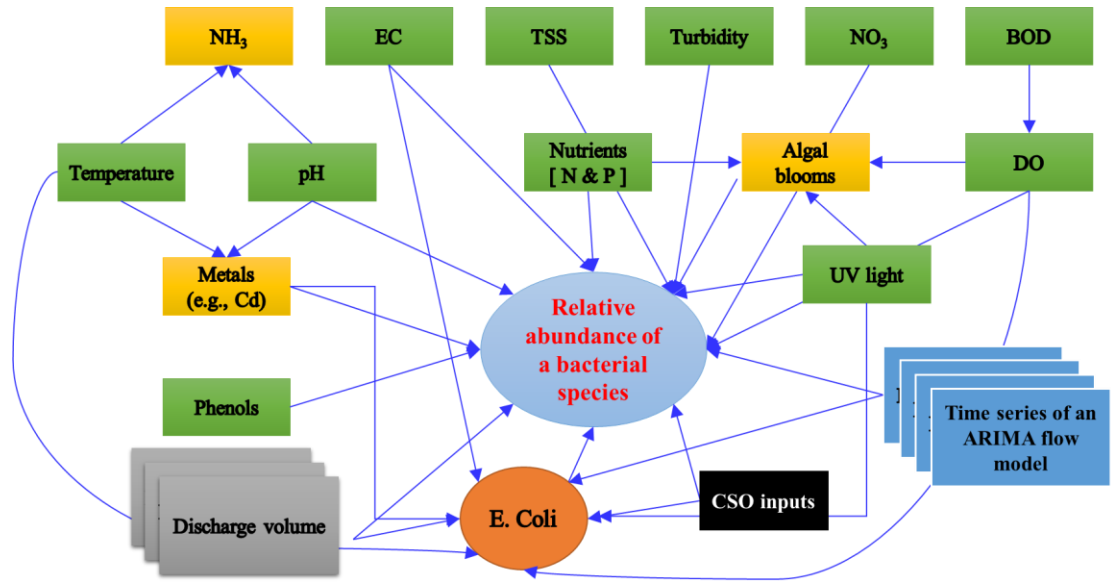 NH₃
EC
TSS
Turbidity
NO₃
BOD
Temperature
pH
Nutrients
[ N & P ]
Algal
blooms
DO
Metals
(e.g., Cd)
UV light
Relative
abundance of
a bacterial
species
Phenols
Time series of an
ARIMA flow
model
Discharge volume
E. Coli
CSO inputs